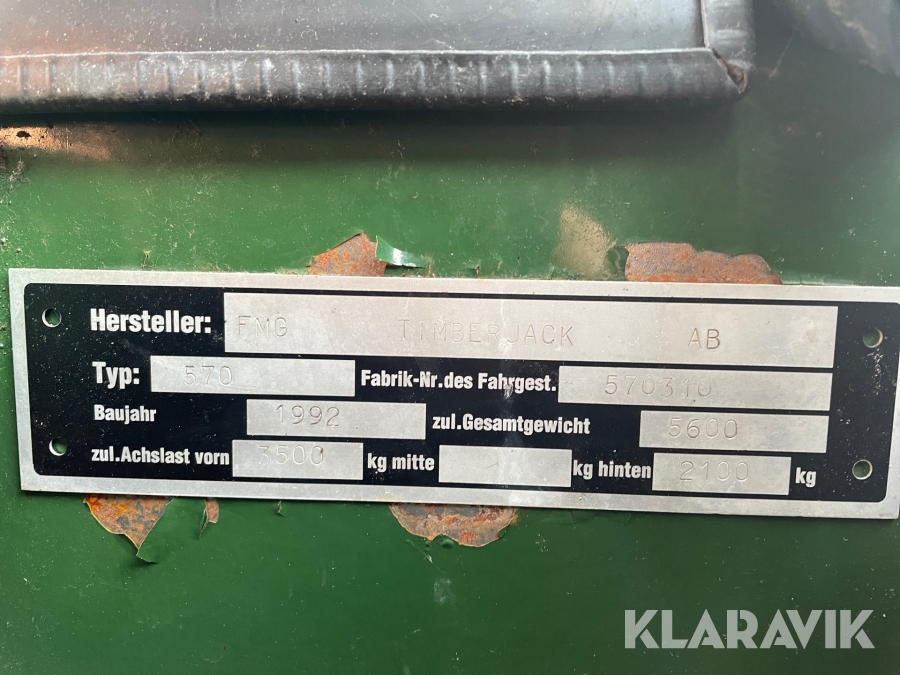 Hersteller: FMG TIMBERJACK AB
Typ: 570 Fabrik-Nr.des Fahrgest. 570310
Baujahr 1992 zul.Gesamtgewicht 5600
zul.Achslast vorn 3500 kg mitte - kg hinten 2100 kg
KLARAVIK